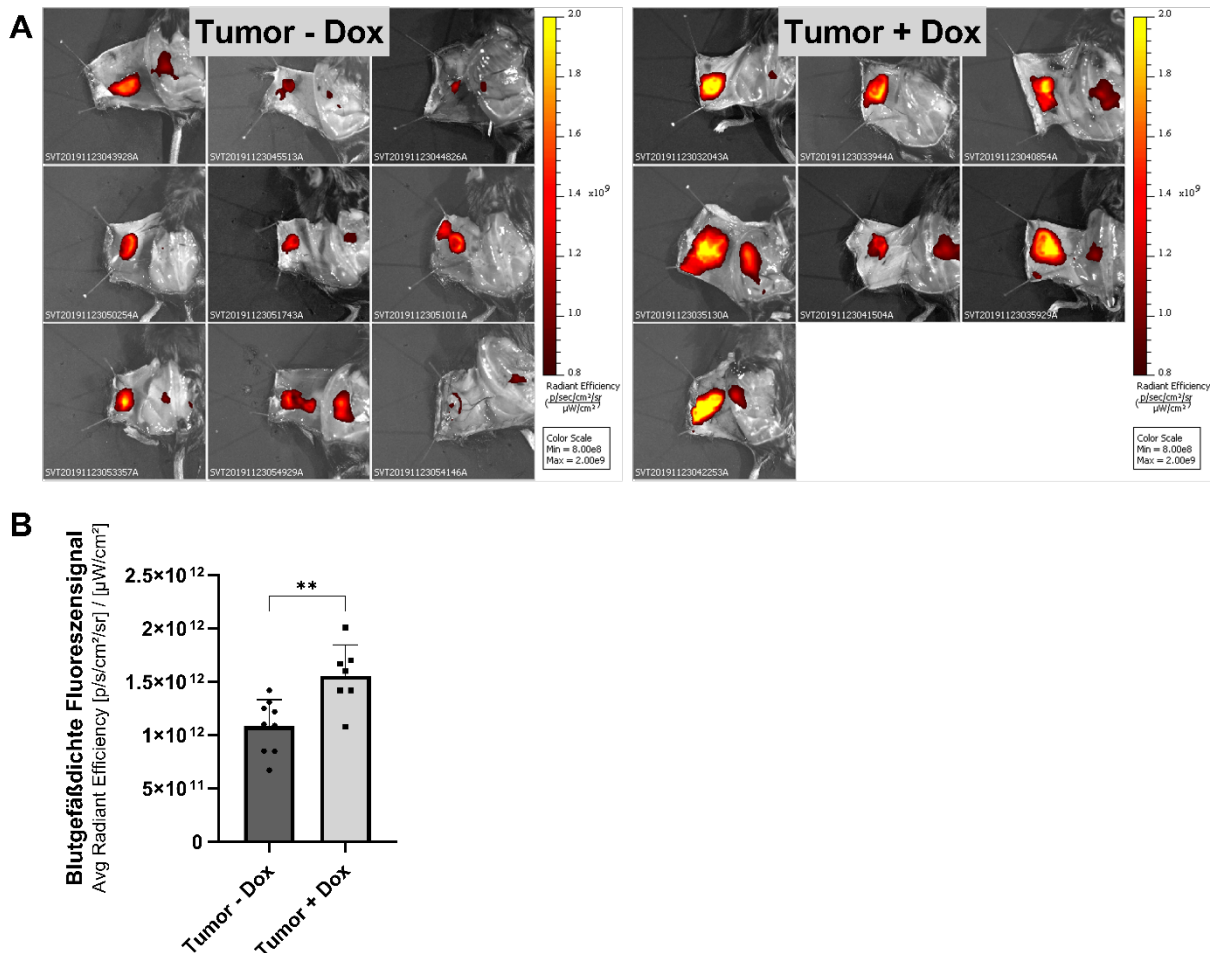 A
Tumor - Dox
SVT20191123043928A
SVT20191123045513A
SVT20191123044826A
SVT20191123050254A
SVT20191123051743A
SVT20191123051011A
SVT20191123053357A
SVT20191123054929A
SVT20191123054146A
2.0
1.8
1.6
1.4 x10⁹
1.2
1.0
0.8
Radiant Efficiency
(p/sec/cm²/sr
µW/cm²)
Color Scale
Min = 8.00e8
Max = 2.00e9
Tumor + Dox
SVT20191123032043A
SVT20191123033944A
SVT20191123040854A
SVT20191123035130A
SVT20191123041504A
SVT20191123035929A
SVT20191123042253A
2.0
1.8
1.6
1.4 x10⁹
1.2
1.0
0.8
Radiant Efficiency
(p/sec/cm²/sr
µW/cm²)
Color Scale
Min = 8.00e8
Max = 2.00e9
B
Blutgefäßdichte Fluoreszensignal
Avg Radiant Efficiency [p/s/cm²/sr] / [µW/cm²]
2.5×10¹²
2×10¹²
1.5×10¹²
1×10¹²
5×10¹¹
0
**
Tumor - Dox
Tumor + Dox